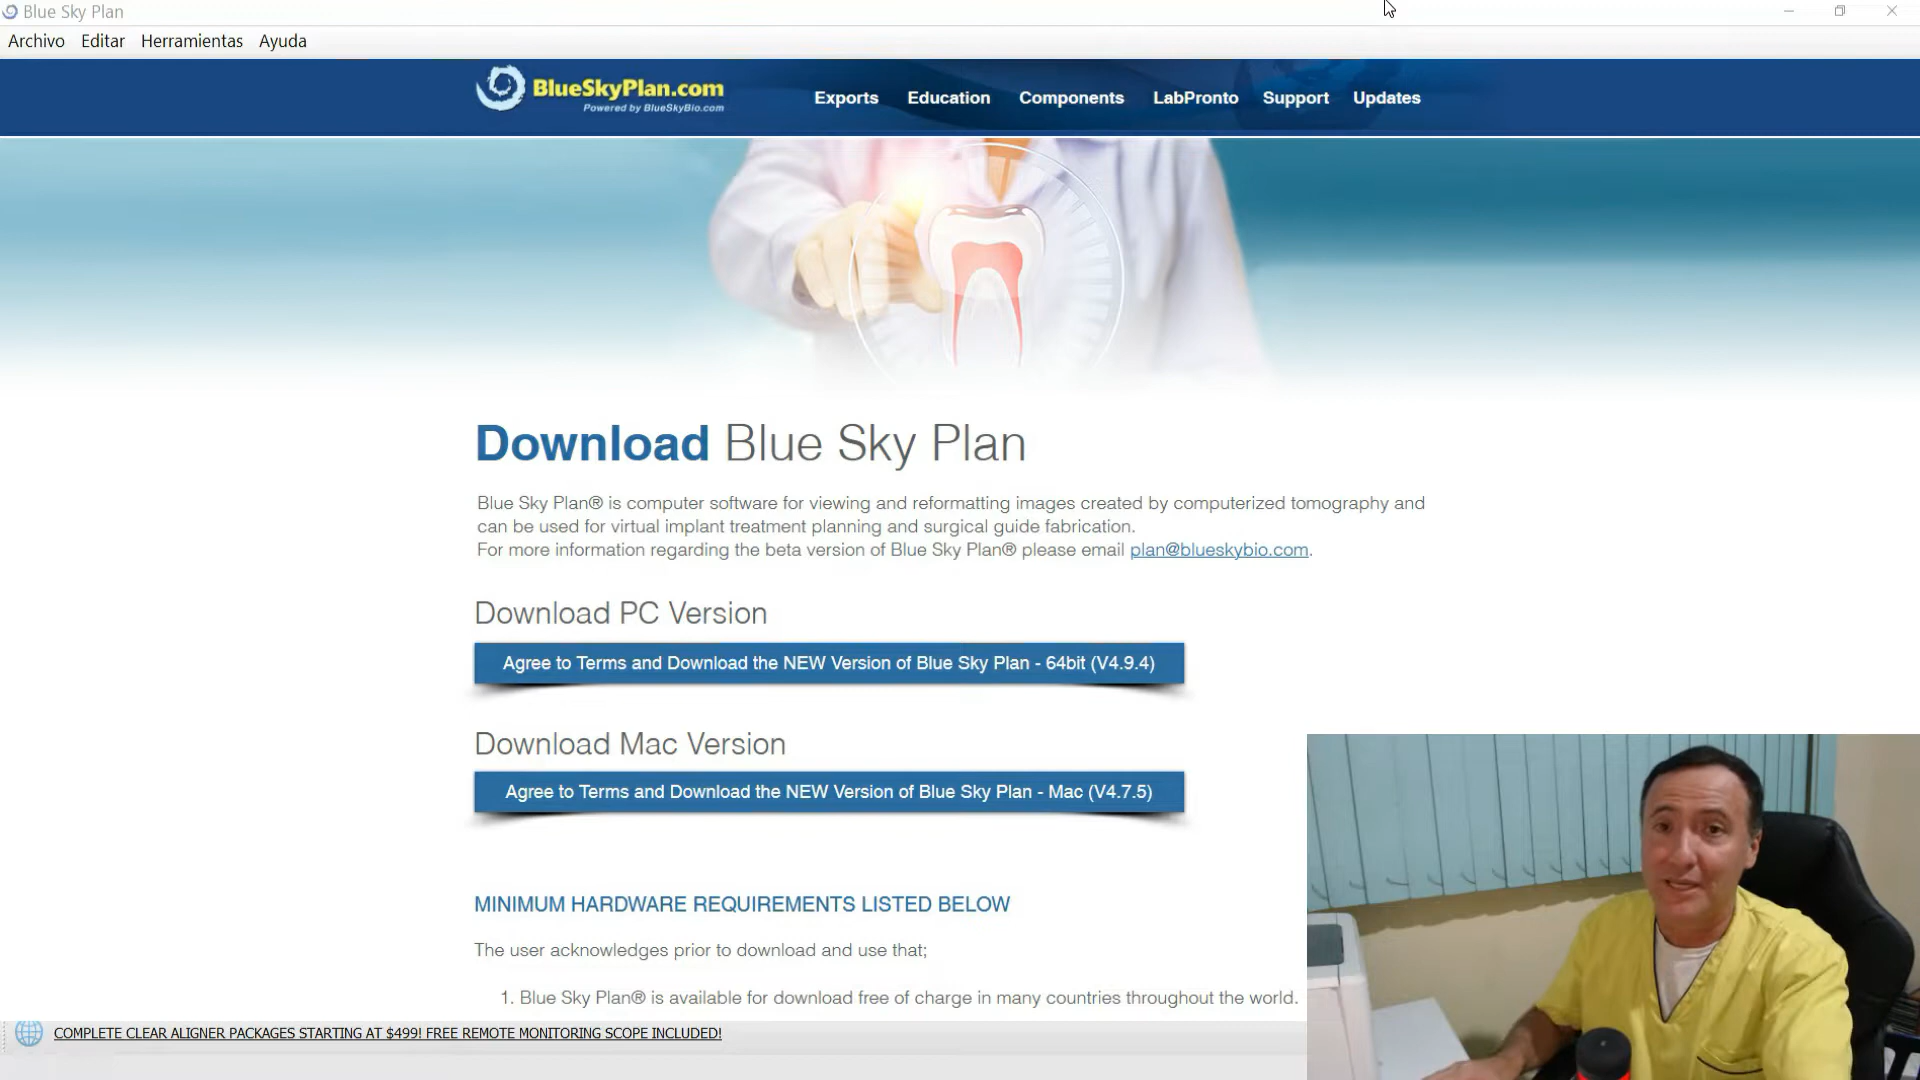 Blue Sky Plan
Archivo Editar Herramientas Ayuda
BlueSkyPlan.com
Powered by BlueSkyBio.com
Exports Education Components LabPronto Support Updates
Download Blue Sky Plan
Blue Sky Plan® is computer software for viewing and reformatting images created by computerized tomography and
can be used for virtual implant treatment planning and surgical guide fabrication.
For more information regarding the beta version of Blue Sky Plan® please email plan@blueskybio.com.
Download PC Version
Agree to Terms and Download the NEW Version of Blue Sky Plan - 64bit (V4.9.4)
Download Mac Version
Agree to Terms and Download the NEW Version of Blue Sky Plan - Mac (V4.7.5)
MINIMUM HARDWARE REQUIREMENTS LISTED BELOW
The user acknowledges prior to download and use that;
1. Blue Sky Plan® is available for download free of charge in many countries throughout the world.
COMPLETE CLEAR ALIGNER PACKAGES STARTING AT $499! FREE REMOTE MONITORING SCOPE INCLUDED!